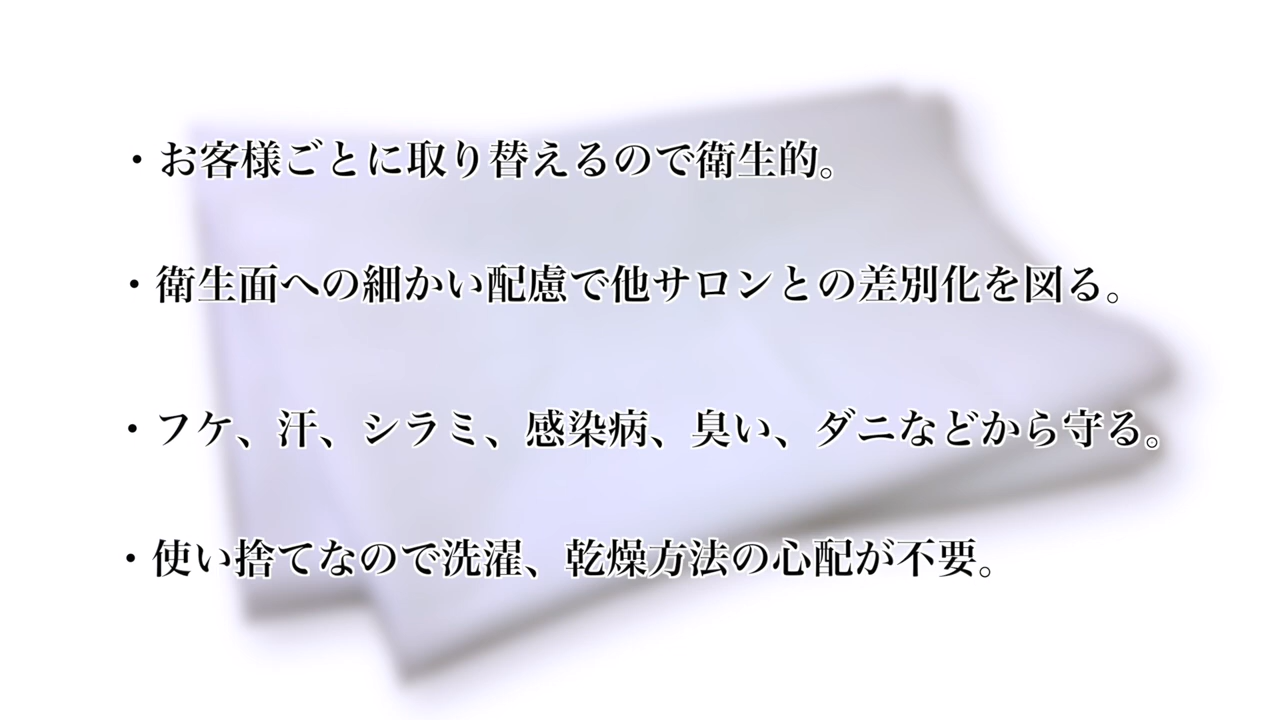 ・お客様ごとに取り替えるので衛生的。
・衛生面への細かい配慮で他サロンとの差別化を図る。
・フケ、汗、シラミ、感染病、臭い、ダニなどから守る。
・使い捨てなので洗濯、乾燥方法の心配が不要。